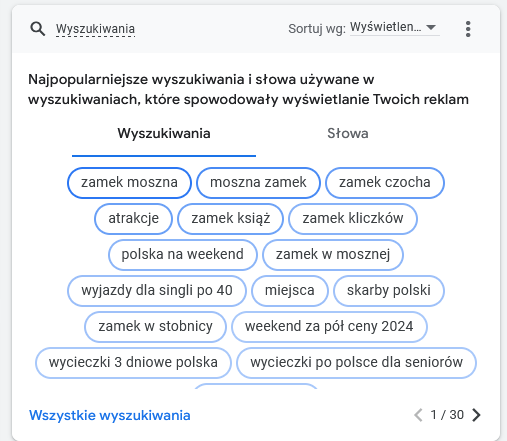 Wyszukiwania Sortuj wg: Wyświetlen...
Najpopularniejsze wyszukiwania i słowa używane w
wyszukiwaniach, które spowodowały wyświetlanie Twoich reklam
Wyszukiwania Słowa
zamek moszna moszna zamek zamek czocha
atrakcje zamek książ zamek kliczków
polska na weekend zamek w mosznej
wyjazdy dla singli po 40 miejsca skarby polski
zamek w stobnicy weekend za pół ceny 2024
wycieczki 3 dniowe polska wycieczki po polsce dla seniorów
Wszystkie wyszukiwania 1 / 30